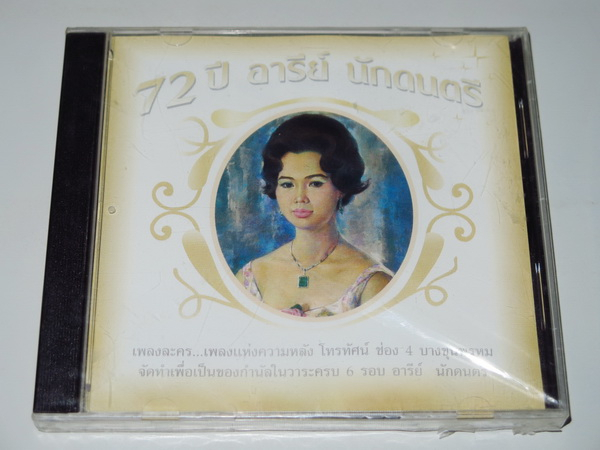 72 ปี อารีย์ นักดนตรี
เพลงละคร...เพลงแห่งความหลัง โทรทัศน์ ช่อง 4 บางขุนพรหม
จัดทำเพื่อเป็นของกำนัลในวาระครบ 6 รอบ อารีย์ นักดนตรี